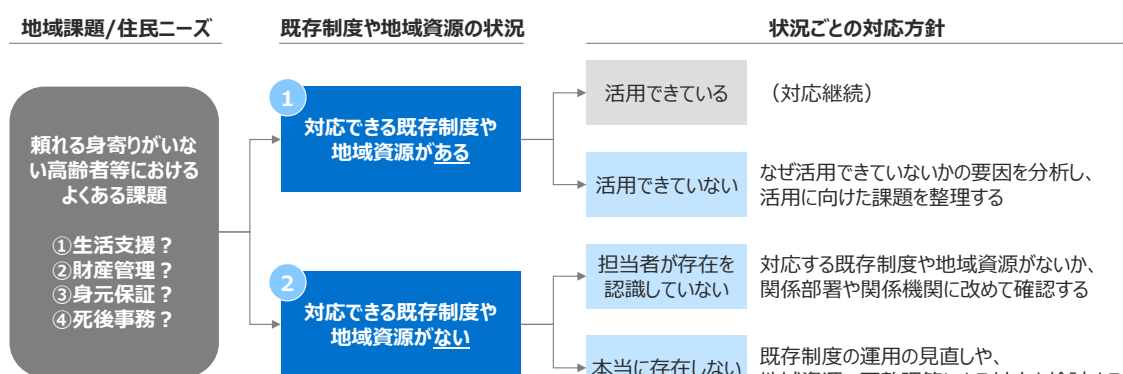 地域課題/住民ニーズ
既存制度や地域資源の状況
状況ごとの対応方針
頼れる身寄りがいな
い高齢者等における
よくある課題
①生活支援？
②財産管理？
③身元保証？
④死後事務？
1
対応できる既存制度や
地域資源がある
2
対応できる既存制度や
地域資源がない
活用できている
（対応継続）
活用できていない
なぜ活用できていないかの要因を分析し、
活用に向けた課題を整理する
担当者が存在を
認識していない
対応する既存制度や地域資源がないか、
関係部署や関係機関に改めて確認する
本当に存在しない
既存制度の運用の見直しや、